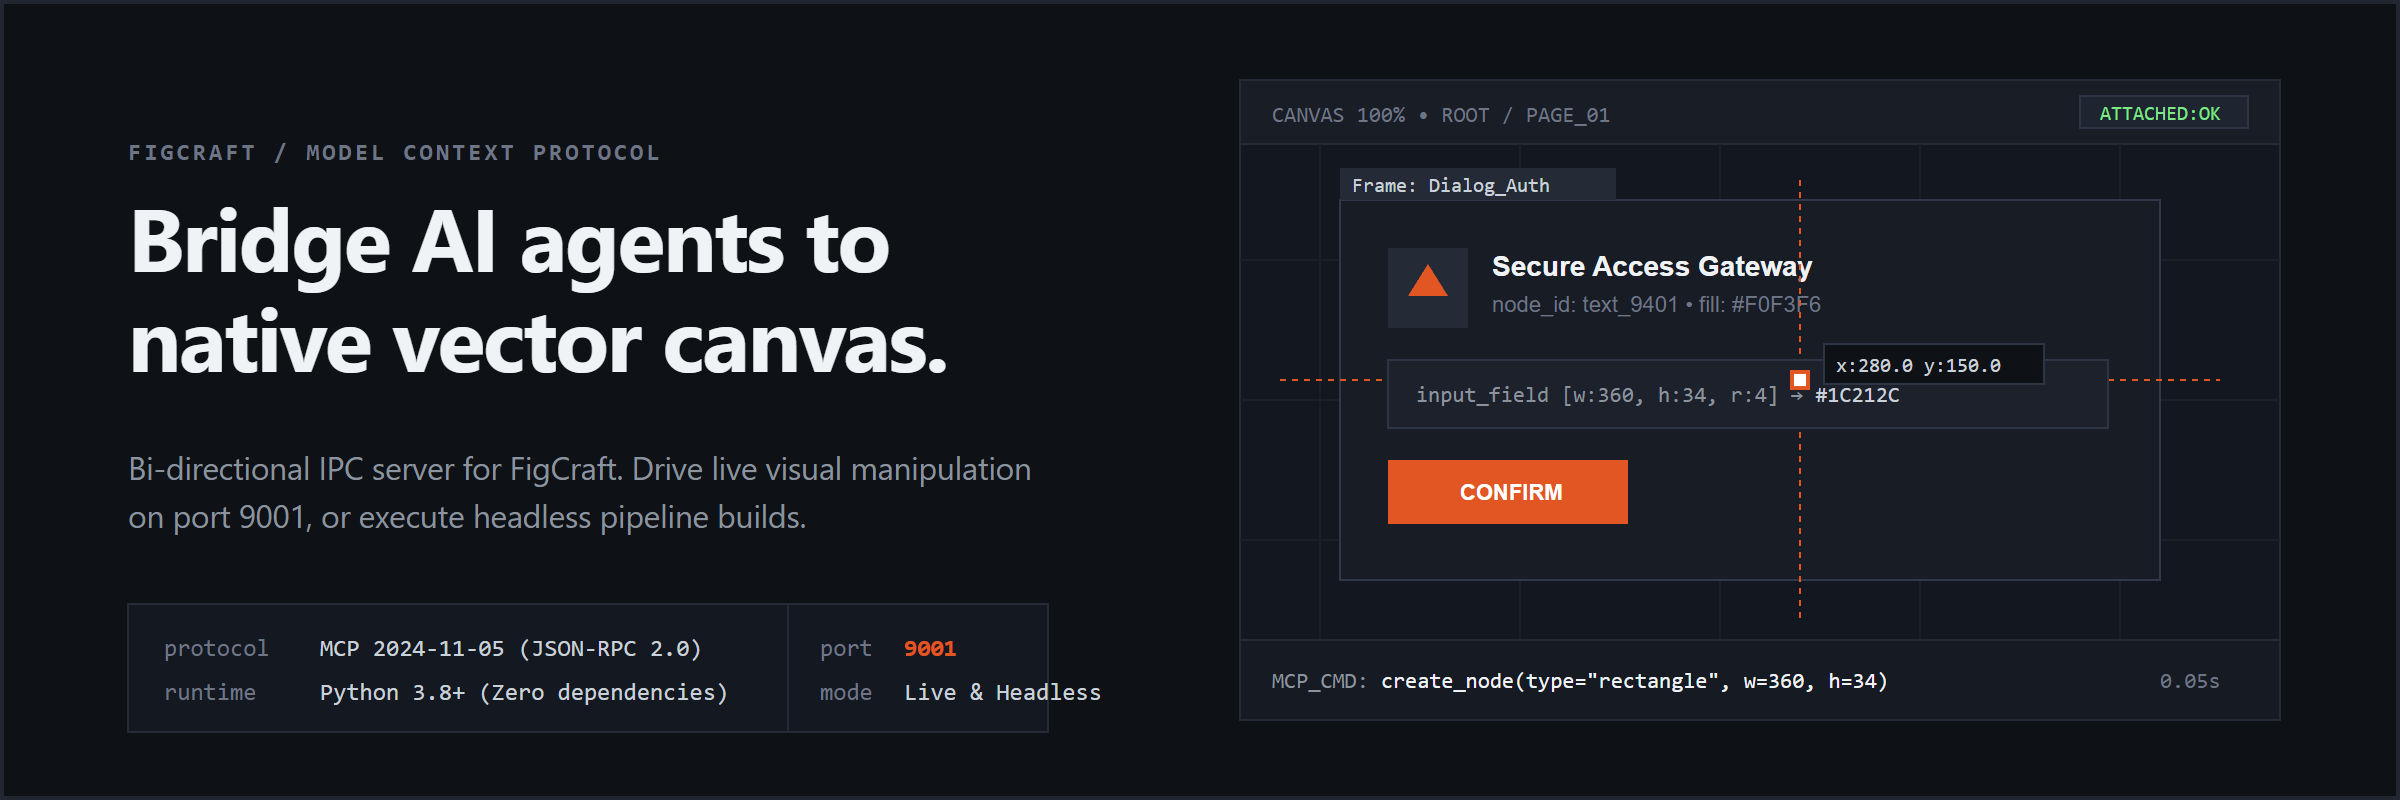 FIGCRAFT / MODEL CONTEXT PROTOCOL
Bridge AI agents to
native vector canvas.
Bi-directional IPC server for FigCraft. Drive live visual manipulation
on port 9001, or execute headless pipeline builds.
protocol MCP 2024-11-05 (JSON-RPC 2.0) port 9001
runtime Python 3.8+ (Zero dependencies) mode Live & Headless
CANVAS 100% • ROOT / PAGE_01 ATTACHED:OK
Frame: Dialog_Auth
Secure Access Gateway
node_id: text_9401 • fill: #F0F3F6
x:280.0 y:150.0
input_field [w:360, h:34, r:4] → #1C212C
CONFIRM
MCP_CMD: create_node(type="rectangle", w=360, h=34) 0.05s